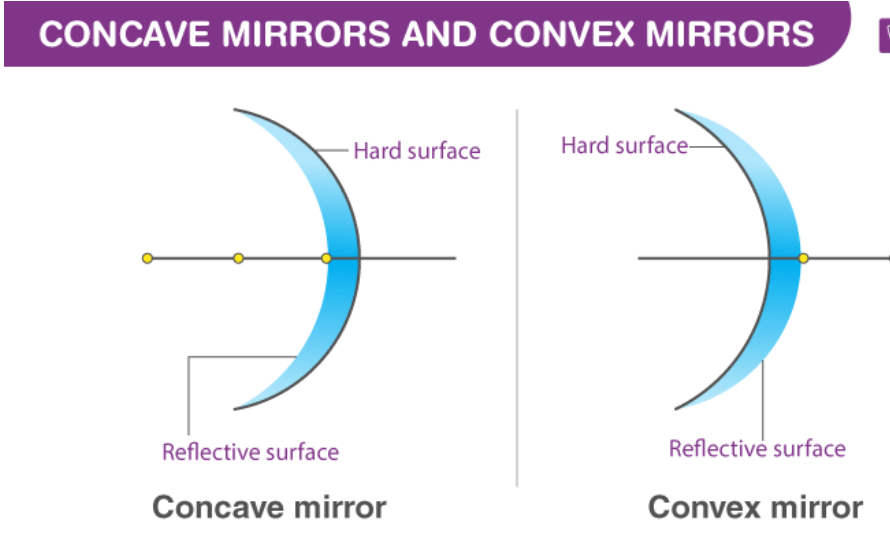 CONCAVE MIRRORS AND CONVEX MIRRORS
Hard surface
Reflective surface
Concave mirror
Hard surface
Reflective surface
Convex mirror